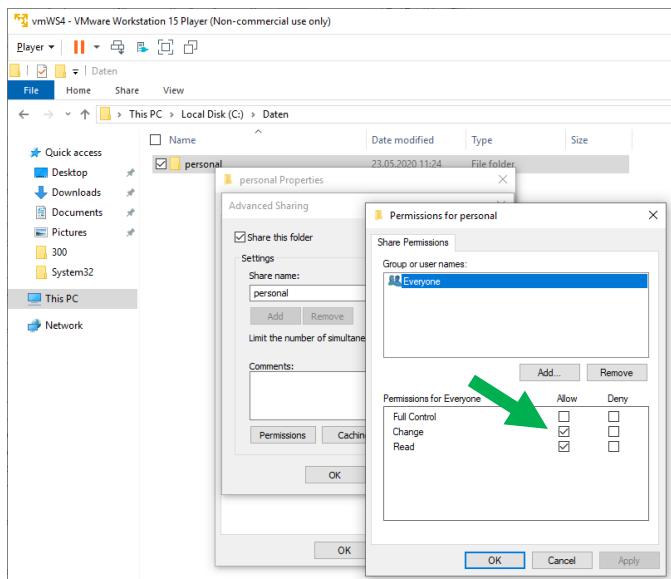 vmWS4 - VMware Workstation 15 Player (Non-commercial use only)
Player
Daten
File Home Share View
This PC > Local Disk (C:) > Daten
Name Date modified Type Size
Quick access
Desktop
Downloads
Documents
Pictures
300
System32
This PC
Network
personal 23.05.2020 11:24 File folder
personal Properties
Advanced Sharing
Share this folder
Settings
Share name:
personal
Add Remove
Limit the number of simultane
Comments:
Permissions Cachin
OK
OK
Permissions for personal
Share Permissions
Group or user names:
Everyone
Add... Remove
Permissions for Everyone Allow Deny
Full Control
Change
Read
OK Cancel Apply